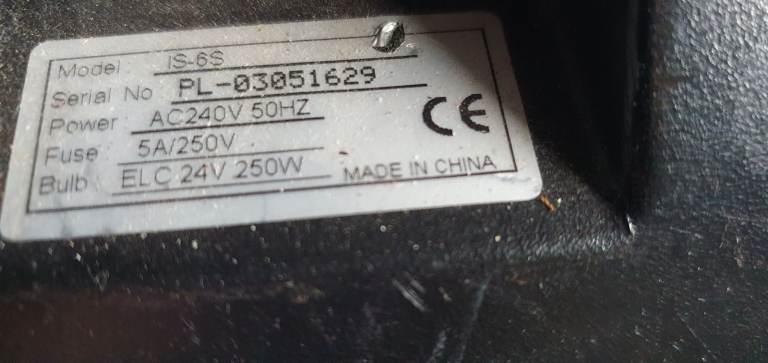 Model IS-6S
Serial No PL-03051629
Power AC240V 50HZ
Fuse 5A/250V
Bulb ELC 24V 250W
CE
MADE IN CHINA